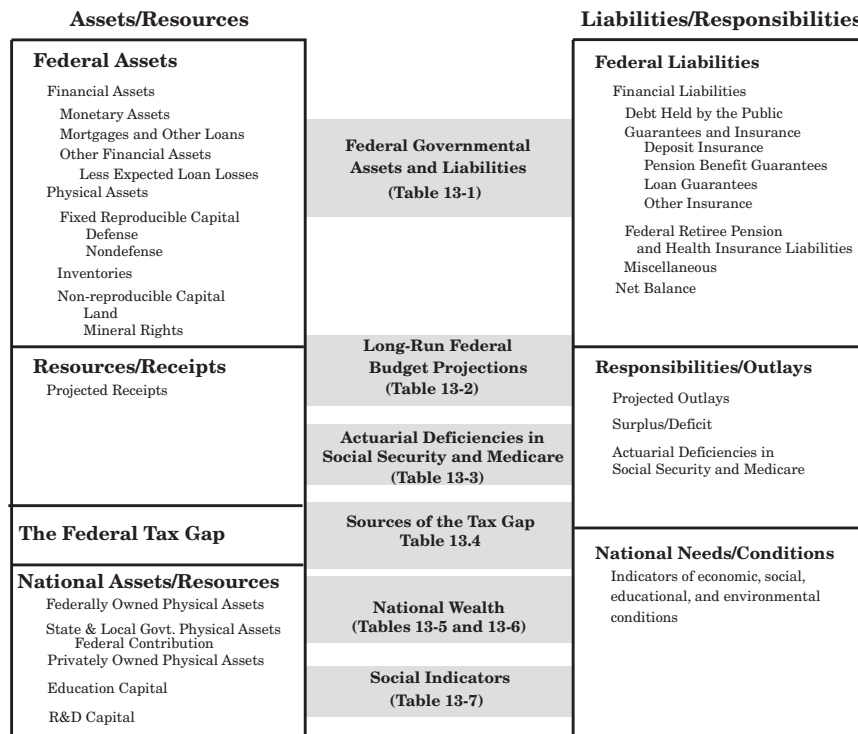 Assets/Resources
Federal Assets
Financial Assets
Monetary Assets
Mortgages and Other Loans
Other Financial Assets
Less Expected Loan Losses
Physical Assets
Fixed Reproducible Capital
Defense
Nondefense
Inventories
Non-reproducible Capital
Land
Mineral Rights
Resources/Receipts
Projected Receipts
The Federal Tax Gap
National Assets/Resources
Federally Owned Physical Assets
State & Local Govt. Physical Assets
Federal Contribution
Privately Owned Physical Assets
Education Capital
R&D Capital
Federal Governmental
Assets and Liabilities
(Table 13-1)
Long-Run Federal
Budget Projections
(Table 13-2)
Actuarial Deficiencies in
Social Security and Medicare
(Table 13-3)
Sources of the Tax Gap
Table 13.4
National Wealth
(Tables 13-5 and 13-6)
Social Indicators
(Table 13-7)
Liabilities/Responsibilities
Federal Liabilities
Financial Liabilities
Debt Held by the Public
Guarantees and Insurance
Deposit Insurance
Pension Benefit Guarantees
Loan Guarantees
Other Insurance
Federal Retiree Pension
and Health Insurance Liabilities
Miscellaneous
Net Balance
Responsibilities/Outlays
Projected Outlays
Surplus/Deficit
Actuarial Deficiencies in
Social Security and Medicare
National Needs/Conditions
Indicators of economic, social,
educational, and environmental
conditions